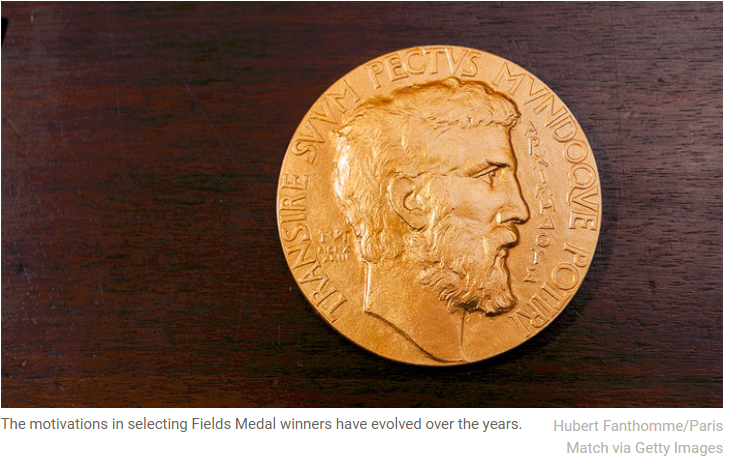 TRANSIRE SVVM PECTVS MVNDOQVE POTIRI
ΑΡΧΙΜΗΔΟΥΣ
The motivations in selecting Fields Medal winners have evolved over the years.
Hubert Fanthomme/Paris
Match via Getty Images